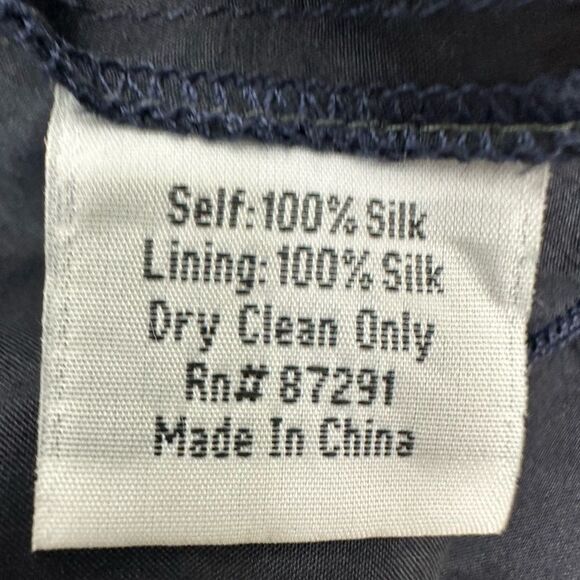 Self:100% Silk
Lining:100% Silk
Dry Clean Only
Rn# 87291
Made In China